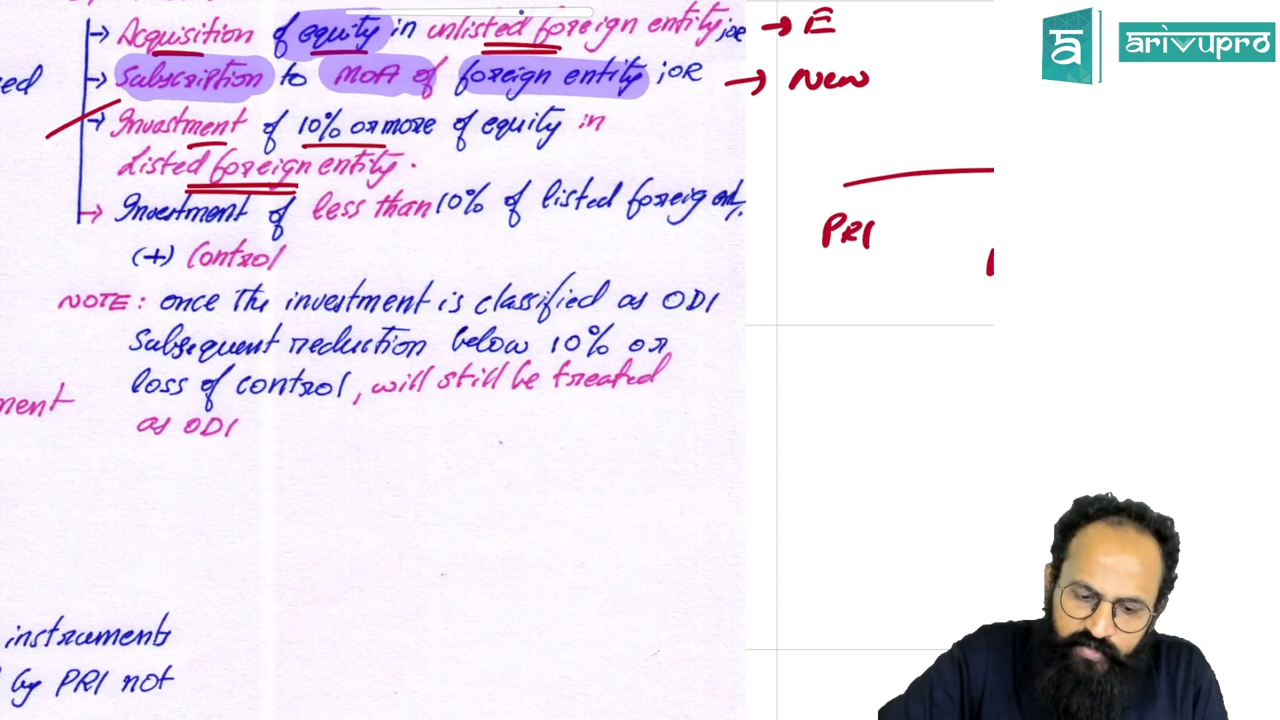 Acquisition of equity in unlisted foreign entity; OR → E
ed
Subscription to MOA of foreign entity ; OR → New
Investment of 10% or more of equity in
Listed foreign entity.
Investment of less than 10% of listed foreig ent.
(+) Control
PRI
NOTE: once the investment is classified as ODI
Subsequent reduction below 10% or
loss of control, will still be treated
ment
as ODI
instruments
by PRI not
arivupro